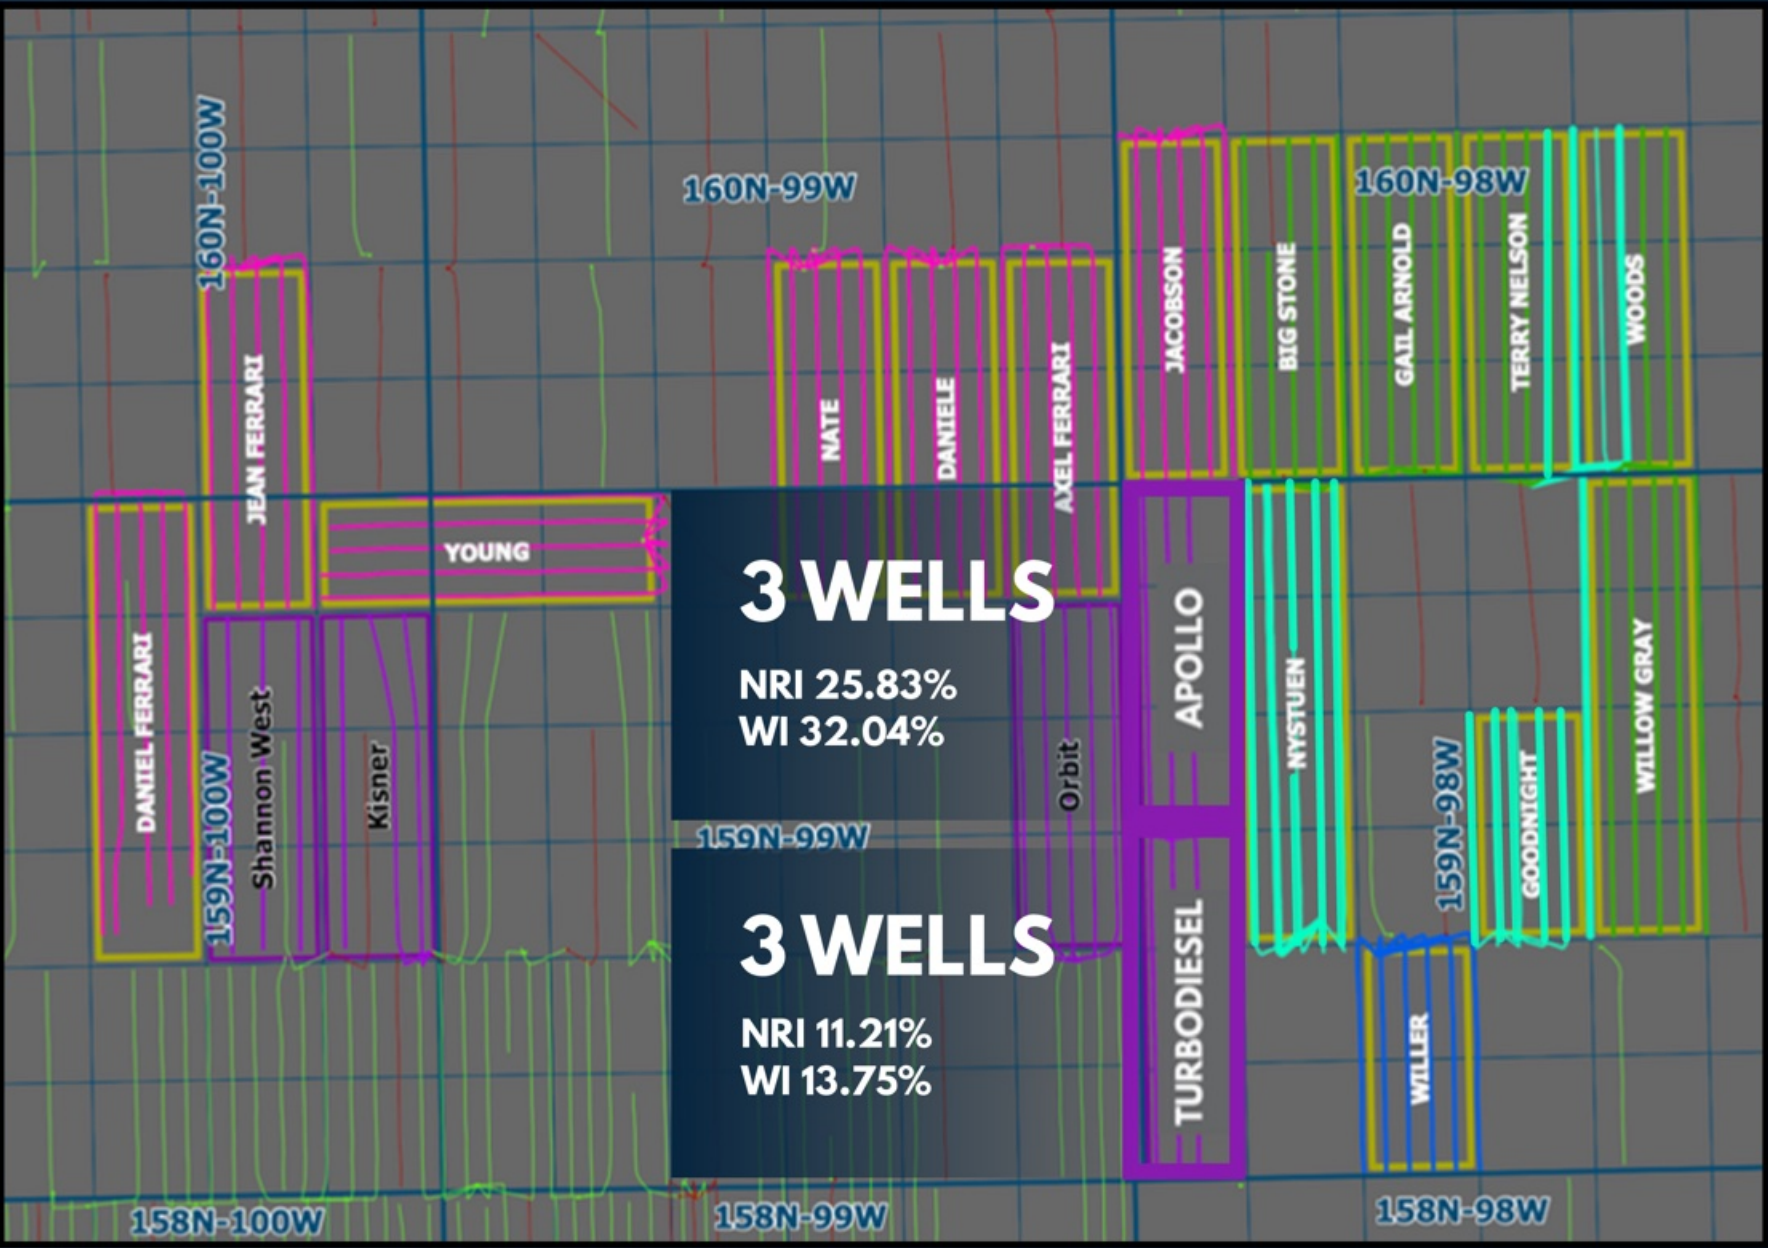 160N-100W
160N-99W
160N-98W
JEAN FERRARI
NATE
DANIELE
AXEL FERRARI
JACOBSON
BIG STONE
GAIL ARNOLD
TERRY NELSON
WOODS
YOUNG
DANIEL FERRARI
159N-100W
Shannon West
Kisner
3 WELLS
NRI 25.83%
WI 32.04%
Orbit
APOLLO
NYSTUEN
159N-98W
GOODNIGHT
WILLOW GRAY
159N-99W
3 WELLS
NRI 11.21%
WI 13.75%
TURBODIESEL
WILLER
158N-100W
158N-99W
158N-98W